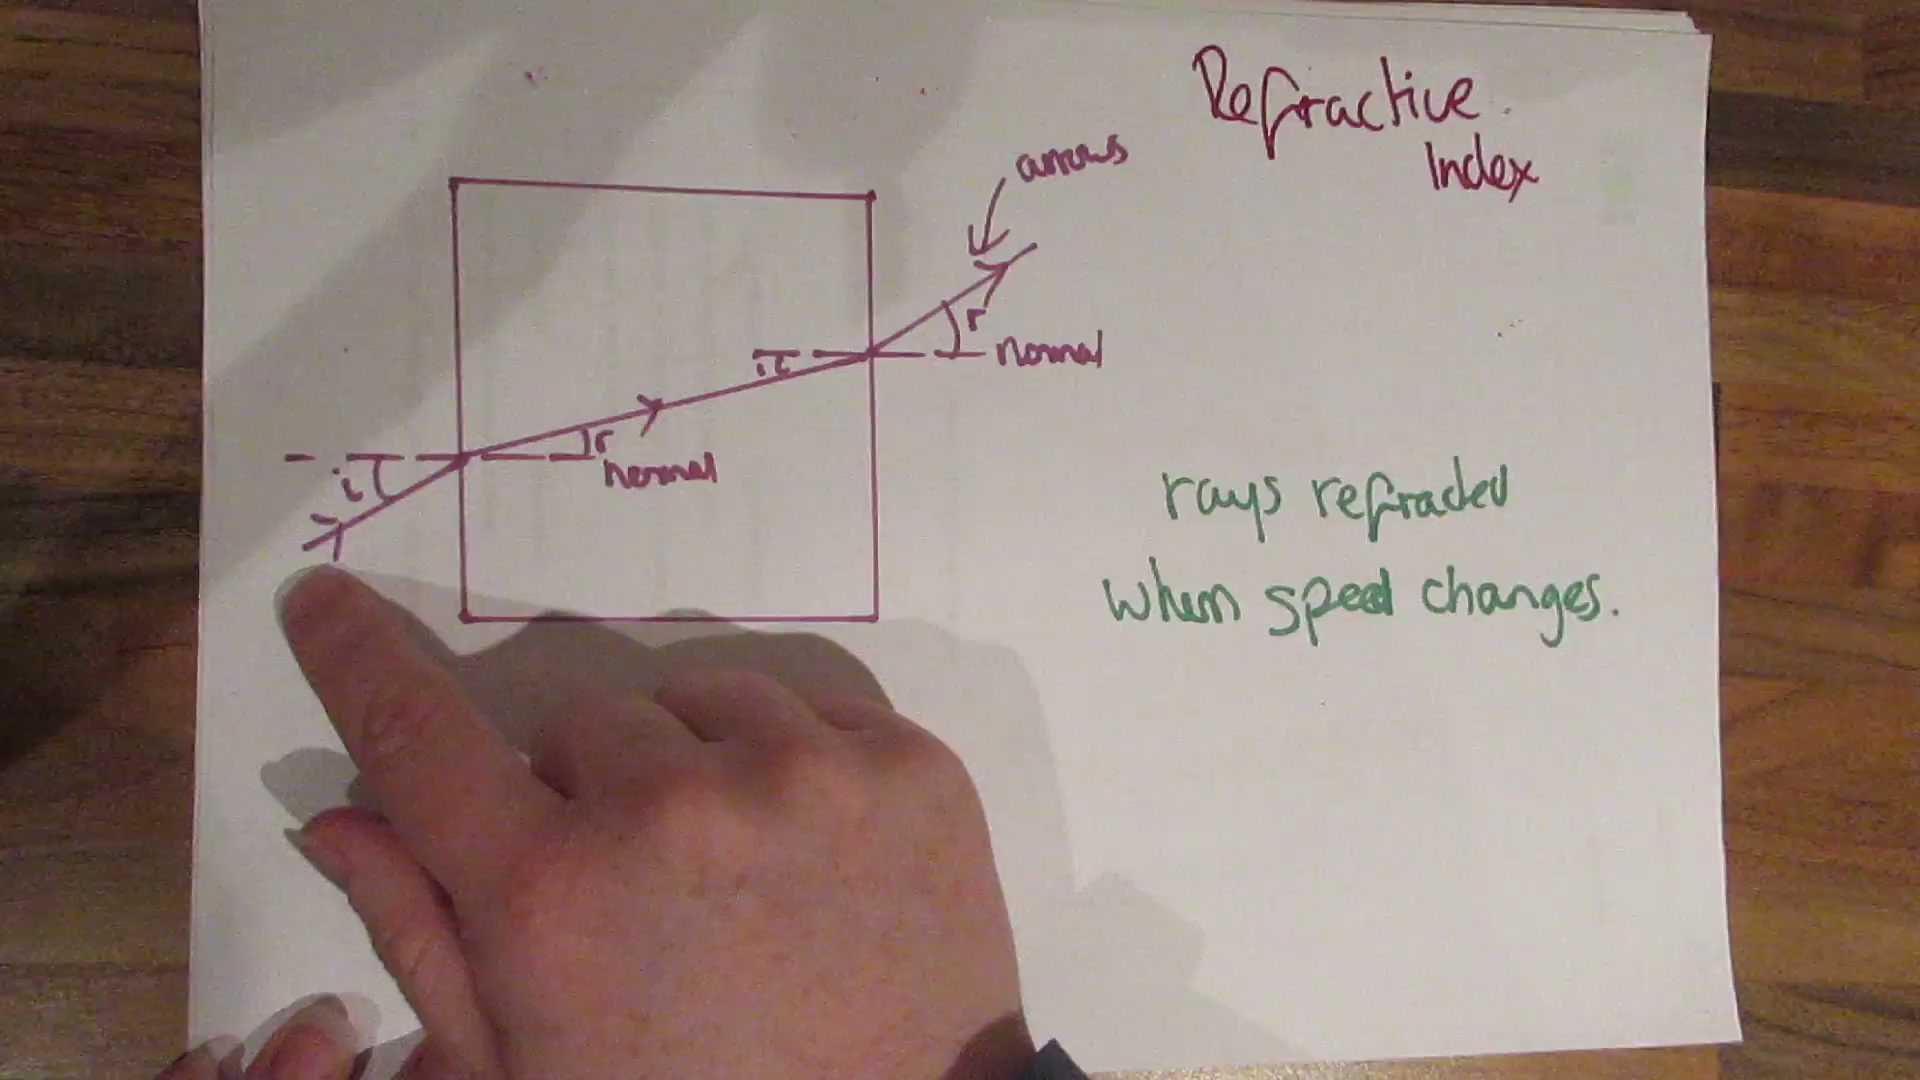 Refractive
Index
arrows
r
normal
i
r
normal
i
rays refracted
when speed changes.